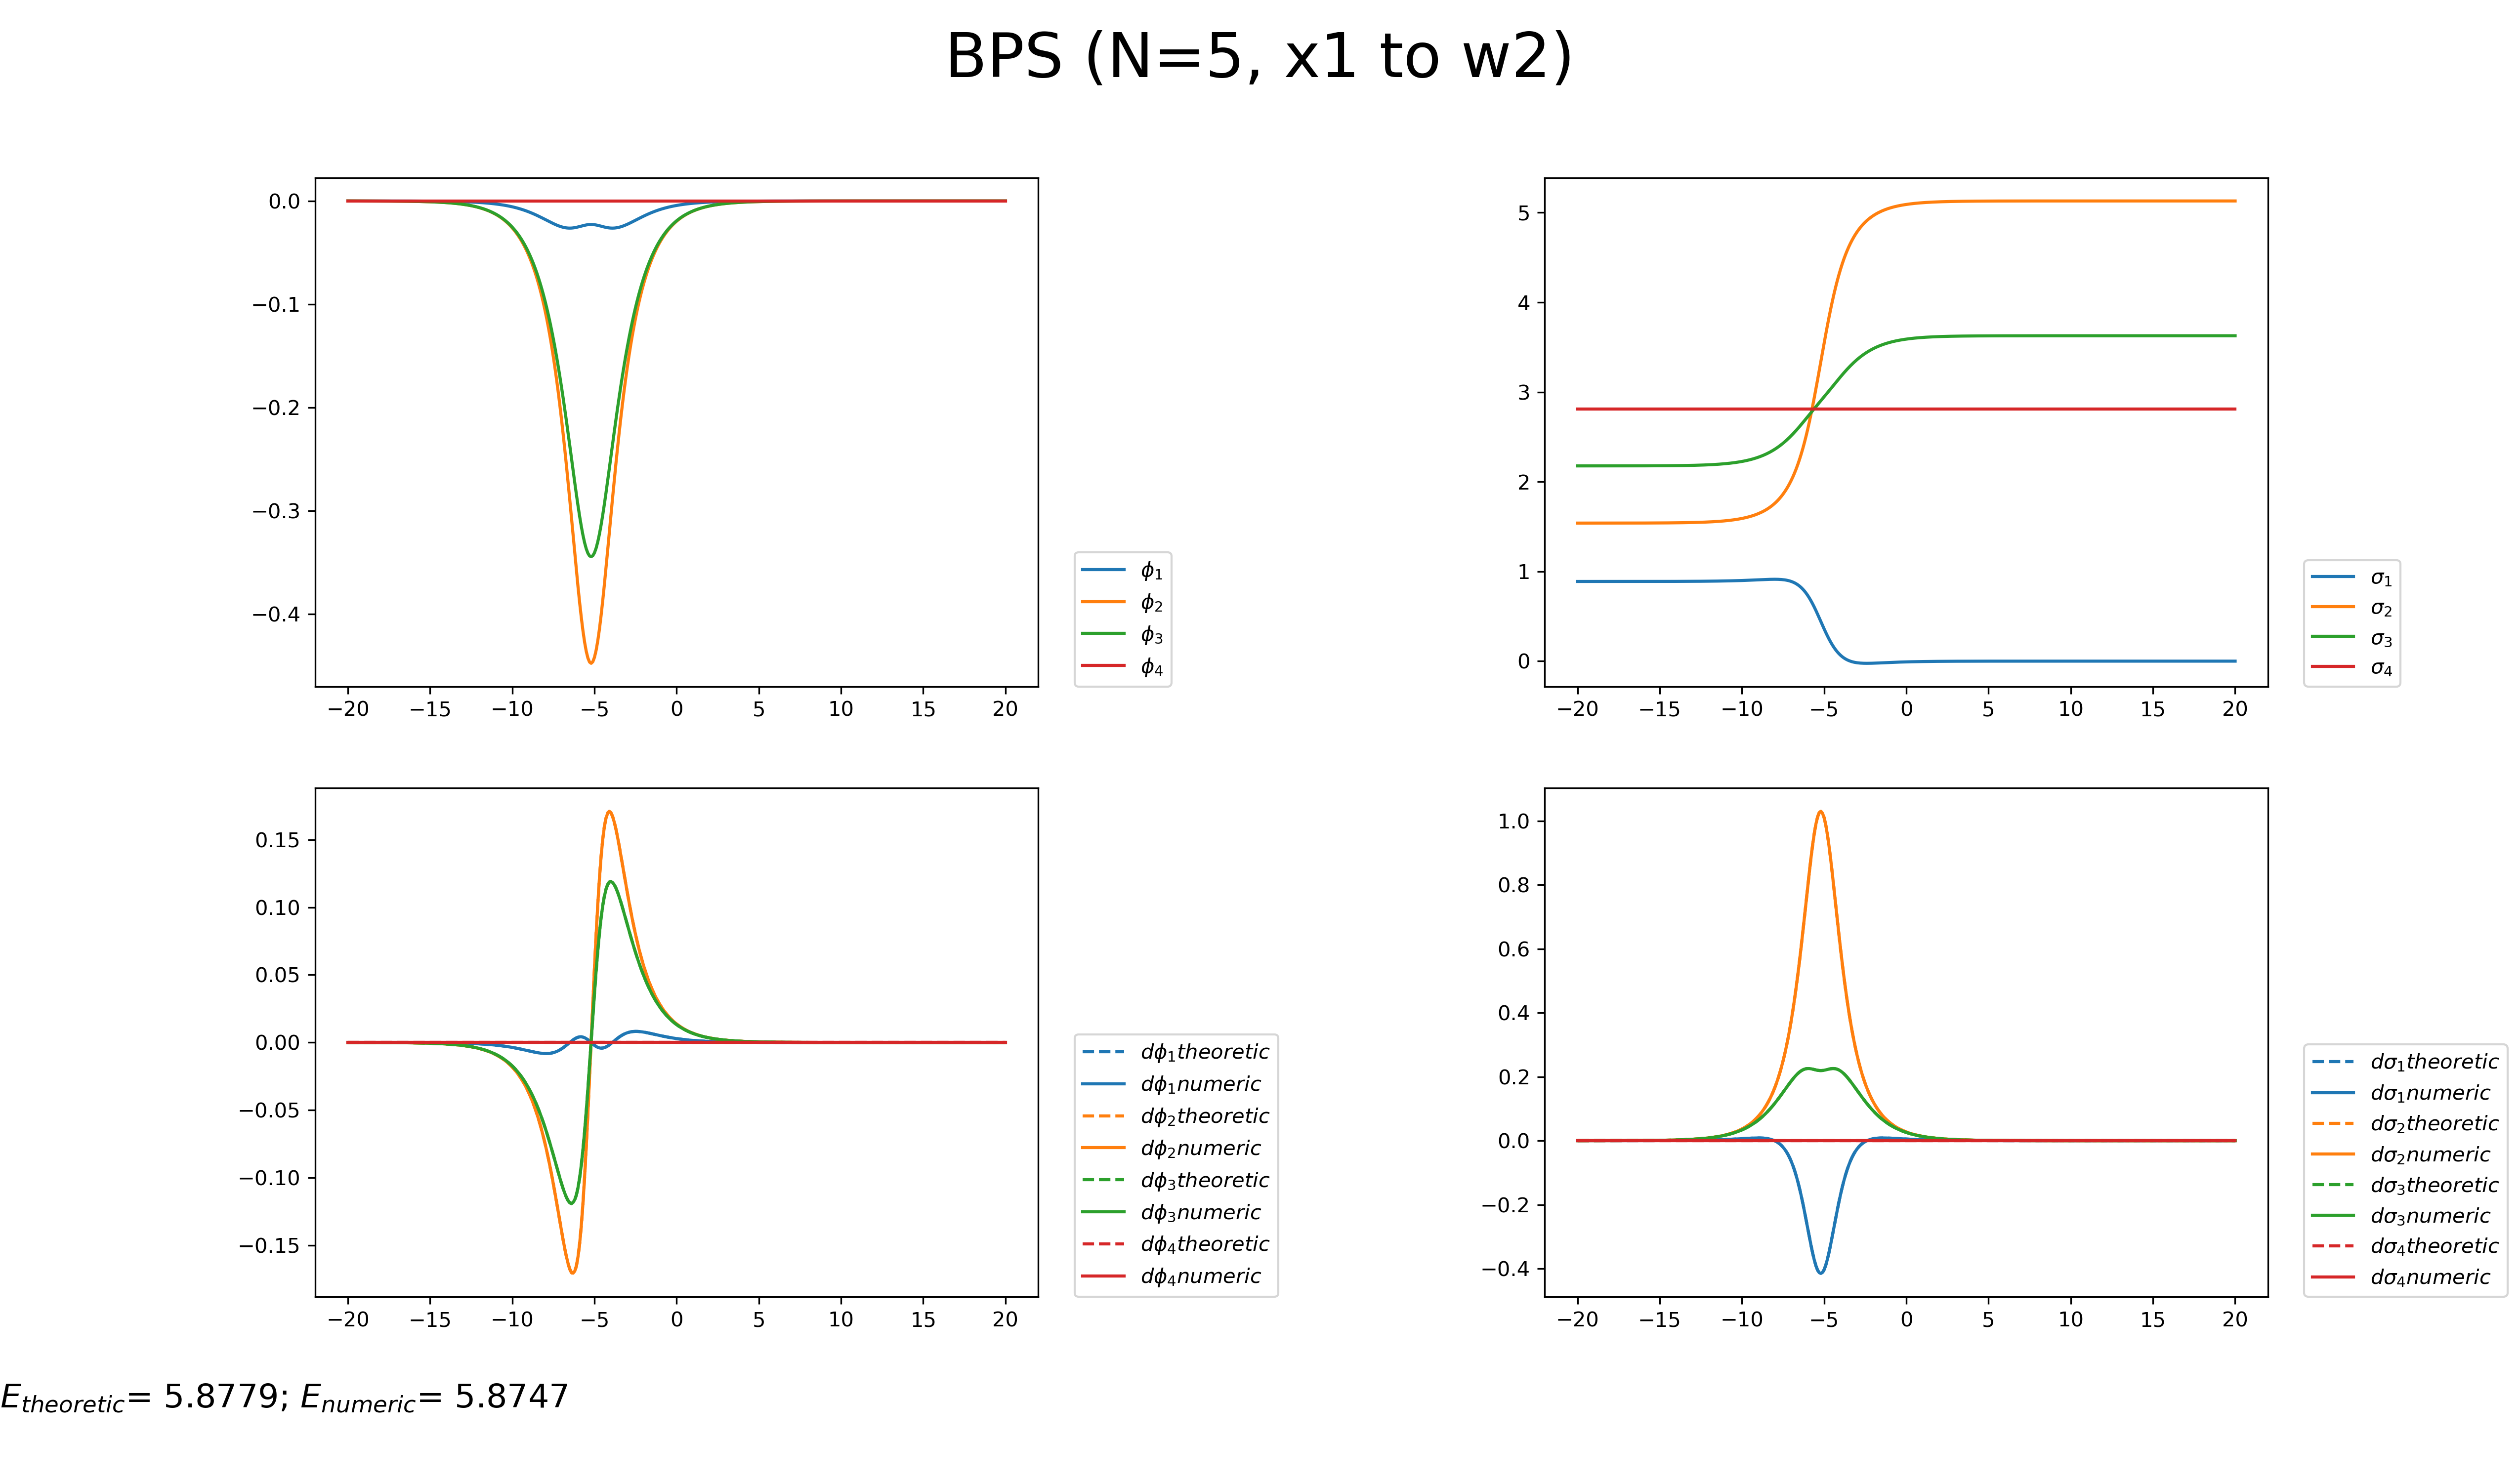 BPS (N=5, x1 to w2)
0.0
−0.1
−0.2
−0.3
−0.4
−20 −15 −10 −5 0 5 10 15 20
ϕ1
ϕ2
ϕ3
ϕ4
5
4
3
2
1
0
−20 −15 −10 −5 0 5 10 15 20
σ1
σ2
σ3
σ4
0.15
0.10
0.05
0.00
−0.05
−0.10
−0.15
−20 −15 −10 −5 0 5 10 15 20
dϕ1theoretic
dϕ1numeric
dϕ2theoretic
dϕ2numeric
dϕ3theoretic
dϕ3numeric
dϕ4theoretic
dϕ4numeric
1.0
0.8
0.6
0.4
0.2
0.0
−0.2
−0.4
−20 −15 −10 −5 0 5 10 15 20
dσ1theoretic
dσ1numeric
dσ2theoretic
dσ2numeric
dσ3theoretic
dσ3numeric
dσ4theoretic
dσ4numeric
Etheoretic= 5.8779; Enumeric= 5.8747